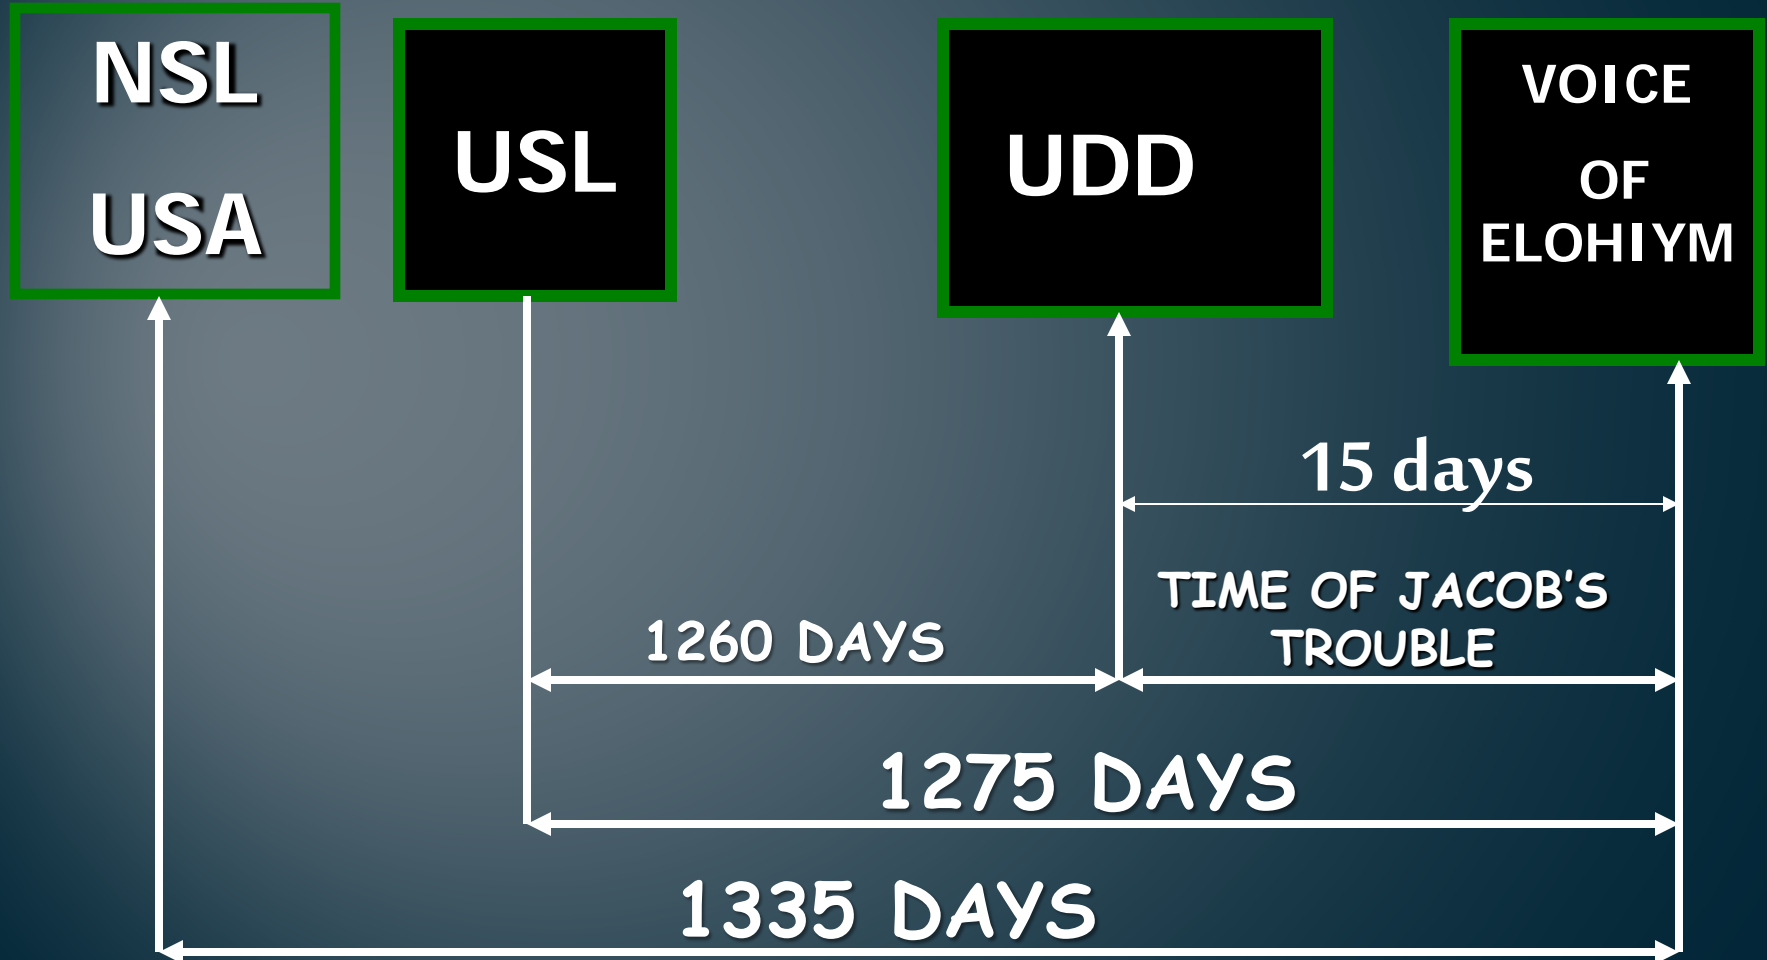 NSL
USA
USL
UDD
VOICE
OF
ELOHIYM
15 days
TIME OF JACOB'S
TROUBLE
1260 DAYS
1275 DAYS
1335 DAYS